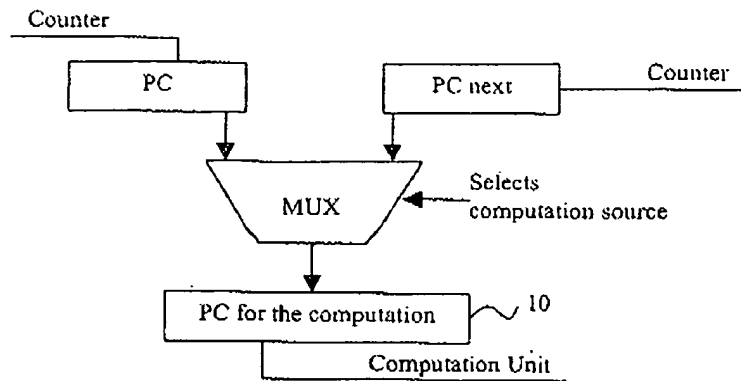 Counter
PC
PC next
Counter
MUX
Selects
computation source
PC for the computation
10
Computation Unit